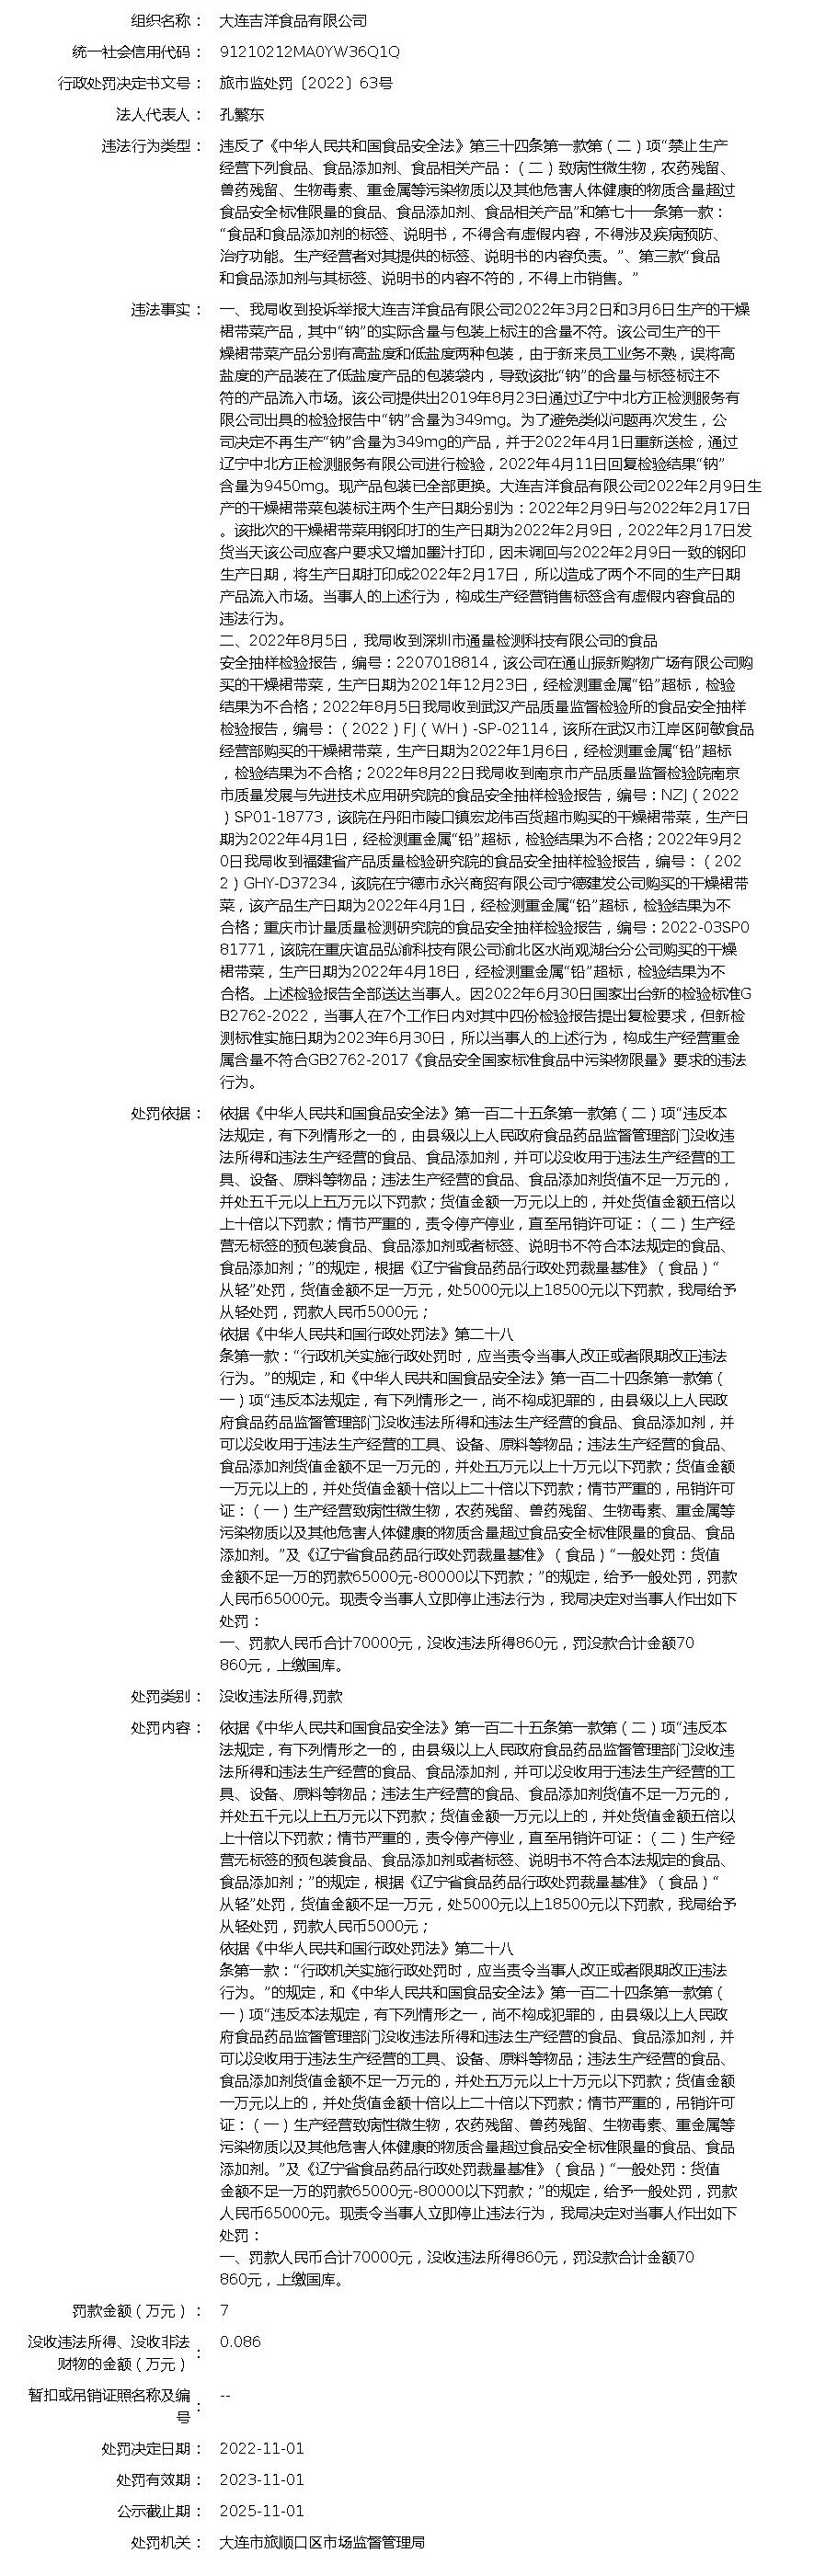 组织名称： 大连吉洋食品有限公司
统一社会信用代码： 91210212MA0YW36Q1Q
行政处罚决定书文号： 旅市监处罚〔2022〕63号
法人代表人： 孔繁东
违法行为类型： 违反了《中华人民共和国食品安全法》第三十四条第一款第（二）项“禁止生产
经营下列食品、食品添加剂、食品相关产品：（二）致病性微生物，农药残留、
兽药残留、生物毒素、重金属等污染物质以及其他危害人体健康的物质含量超过
食品安全标准限量的食品、食品添加剂、食品相关产品”和第七十一条第一款：
“食品和食品添加剂的标签、说明书，不得含有虚假内容，不得涉及疾病预防、
治疗功能。生产经营者对其提供的标签、说明书的内容负责。”、第三款“食品
和食品添加剂与其标签、说明书的内容不符的，不得上市销售。”
违法事实： 一、我局收到投诉举报大连吉洋食品有限公司2022年3月2日和3月6日生产的干燥
裙带菜产品，其中“钠”的实际含量与包装上标注的含量不符。该公司生产的干
燥裙带菜产品分别有高盐度和低盐度两种包装，由于新来员工业务不熟，误将高
盐度的产品装在了低盐度产品的包装袋内，导致该批“钠”的含量与标签标注不
符的产品流入市场。该公司提供出2019年8月23日通过辽宁中北方正检测服务有
限公司出具的检验报告中“钠”含量为349mg。为了避免类似问题再次发生，公
司决定不再生产“钠”含量为349mg的产品，并于2022年4月1日重新送检，通过
辽宁中北方正检测服务有限公司进行检验，2022年4月11日回复检验结果“钠”
含量为9450mg。现产品包装已全部更换。大连吉洋食品有限公司2022年2月9日生
产的干燥裙带菜包装标注两个生产日期分别为：2022年2月9日与2022年2月17日
。该批次的干燥裙带菜用钢印打的生产日期为2022年2月9日，2022年2月17日发
货当天该公司应客户要求又增加墨汁打印，因未调回与2022年2月9日一致的钢印
生产日期，将生产日期打印成2022年2月17日，所以造成了两个不同的生产日期
产品流入市场。当事人的上述行为，构成生产经营销售标签含有虚假内容食品的
违法行为。
二、2022年8月5日，我局收到深圳市通量检测科技有限公司的食品
安全抽样检验报告，编号：2207018814，该公司在通山振新购物广场有限公司购
买的干燥裙带菜，生产日期为2021年12月23日，经检测重金属“铅”超标，检验
结果为不合格；2022年8月5日我局收到武汉产品质量监督检验所的食品安全抽样
检验报告，编号：（2022）FJ（WH）-SP-02114，该所在武汉市江岸区阿敏食品
经营部购买的干燥裙带菜，生产日期为2022年1月6日，经检测重金属“铅”超标
，检验结果为不合格；2022年8月22日我局收到南京市产品质量监督检验院南京
市质量发展与先进技术应用研究院的食品安全抽样检验报告，编号：NZJ（2022
）SP01-18773，该院在丹阳市陵口镇宏龙伟百货超市购买的干燥裙带菜，生产日
期为2022年4月1日，经检测重金属“铅”超标，检验结果为不合格；2022年9月2
0日我局收到福建省产品质量检验研究院的食品安全抽样检验报告，编号：（202
2）GHY-D37234，该院在宁德市永兴商贸有限公司宁德建发公司购买的干燥裙带
菜，该产品生产日期为2022年4月1日，经检测重金属“铅”超标，检验结果为不
合格；重庆市计量质量检测研究院的食品安全抽样检验报告，编号：2022-03SP0
81771，该院在重庆谊品弘渝科技有限公司渝北区水尚观湖台分公司购买的干燥
裙带菜，生产日期为2022年4月18日，经检测重金属“铅”超标，检验结果为不
合格。上述检验报告全部送达当事人。因2022年6月30日国家出台新的检验标准G
B2762-2022，当事人在7个工作日内对其中四份检验报告提出复检要求，但新检
测标准实施日期为2023年6月30日，所以当事人的上述行为，构成生产经营重金
属含量不符合GB2762-2017《食品安全国家标准食品中污染物限量》要求的违法
行为。
处罚依据： 依据《中华人民共和国食品安全法》第一百二十五条第一款第（二）项“违反本
法规定，有下列情形之一的，由县级以上人民政府食品药品监督管理部门没收违
法所得和违法生产经营的食品、食品添加剂，并可以没收用于违法生产经营的工
具、设备、原料等物品；违法生产经营的食品、食品添加剂货值不足一万元的，
并处五千元以上五万元以下罚款；货值金额一万元以上的，并处货值金额五倍以
上十倍以下罚款；情节严重的，责令停产停业，直至吊销许可证：（二）生产经
营无标签的预包装食品、食品添加剂或者标签、说明书不符合本法规定的食品、
食品添加剂；”的规定，根据《辽宁省食品药品行政处罚裁量基准》（食品）“
从轻”处罚，货值金额不足一万元，处5000元以上18500元以下罚款，我局给予
从轻处罚，罚款人民币5000元；
依据《中华人民共和国行政处罚法》第二十八
条第一款：“行政机关实施行政处罚时，应当责令当事人改正或者限期改正违法
行为。”的规定，和《中华人民共和国食品安全法》第一百二十四条第一款第（
一）项“违反本法规定，有下列情形之一，尚不构成犯罪的，由县级以上人民政
府食品药品监督管理部门没收违法所得和违法生产经营的食品、食品添加剂，并
可以没收用于违法生产经营的工具、设备、原料等物品；违法生产经营的食品、
食品添加剂货值金额不足一万元的，并处五万元以上十万元以下罚款；货值金额
一万元以上的，并处货值金额十倍以上二十倍以下罚款；情节严重的，吊销许可
证：（一）生产经营致病性微生物，农药残留、兽药残留、生物毒素、重金属等
污染物质以及其他危害人体健康的物质含量超过食品安全标准限量的食品、食品
添加剂。”及《辽宁省食品药品行政处罚裁量基准》（食品）“一般处罚：货值
金额不足一万的罚款65000元-80000以下罚款；”的规定，给予一般处罚，罚款
人民币65000元。现责令当事人立即停止违法行为，我局决定对当事人作出如下
处罚：
一、罚款人民币合计70000元，没收违法所得860元，罚没款合计金额70
860元，上缴国库。
处罚类别： 没收违法所得,罚款
处罚内容： 依据《中华人民共和国食品安全法》第一百二十五条第一款第（二）项“违反本
法规定，有下列情形之一的，由县级以上人民政府食品药品监督管理部门没收违
法所得和违法生产经营的食品、食品添加剂，并可以没收用于违法生产经营的工
具、设备、原料等物品；违法生产经营的食品、食品添加剂货值不足一万元的，
并处五千元以上五万元以下罚款；货值金额一万元以上的，并处货值金额五倍以
上十倍以下罚款；情节严重的，责令停产停业，直至吊销许可证：（二）生产经
营无标签的预包装食品、食品添加剂或者标签、说明书不符合本法规定的食品、
食品添加剂；”的规定，根据《辽宁省食品药品行政处罚裁量基准》（食品）“
从轻”处罚，货值金额不足一万元，处5000元以上18500元以下罚款，我局给予
从轻处罚，罚款人民币5000元；
依据《中华人民共和国行政处罚法》第二十八
条第一款：“行政机关实施行政处罚时，应当责令当事人改正或者限期改正违法
行为。”的规定，和《中华人民共和国食品安全法》第一百二十四条第一款第（
一）项“违反本法规定，有下列情形之一，尚不构成犯罪的，由县级以上人民政
府食品药品监督管理部门没收违法所得和违法生产经营的食品、食品添加剂，并
可以没收用于违法生产经营的工具、设备、原料等物品；违法生产经营的食品、
食品添加剂货值金额不足一万元的，并处五万元以上十万元以下罚款；货值金额
一万元以上的，并处货值金额十倍以上二十倍以下罚款；情节严重的，吊销许可
证：（一）生产经营致病性微生物，农药残留、兽药残留、生物毒素、重金属等
污染物质以及其他危害人体健康的物质含量超过食品安全标准限量的食品、食品
添加剂。”及《辽宁省食品药品行政处罚裁量基准》（食品）“一般处罚：货值
金额不足一万的罚款65000元-80000以下罚款；”的规定，给予一般处罚，罚款
人民币65000元。现责令当事人立即停止违法行为，我局决定对当事人作出如下
处罚：
一、罚款人民币合计70000元，没收违法所得860元，罚没款合计金额70
860元，上缴国库。
罚款金额（万元）： 7
没收违法所得、没收非法
财物的金额（万元）： 0.086
暂扣或吊销证照名称及编
号： --
处罚决定日期： 2022-11-01
处罚有效期： 2023-11-01
公示截止期： 2025-11-01
处罚机关： 大连市旅顺口区市场监督管理局